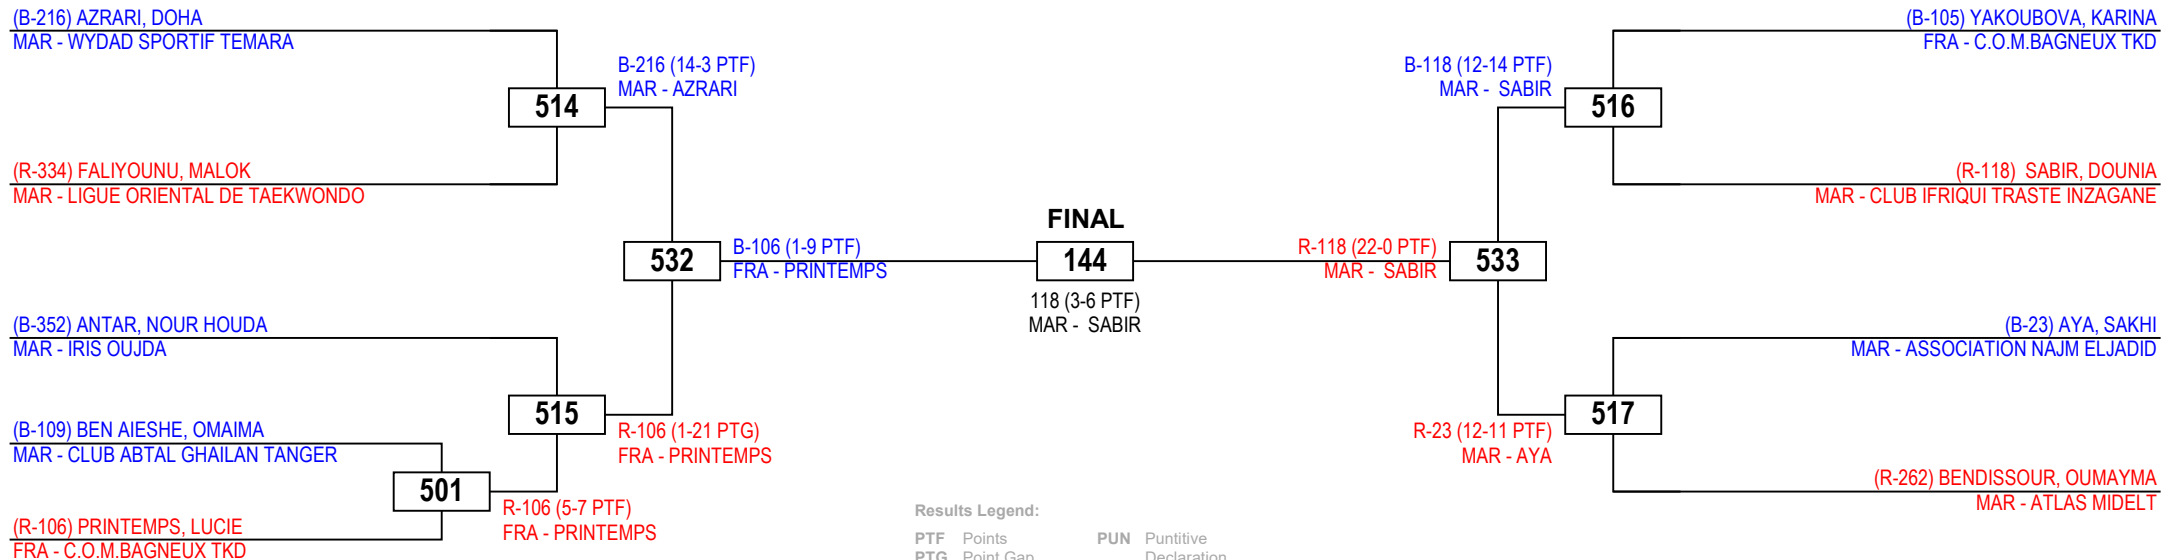 (B-216) AZRARI, DOHA
MAR - WYDAD SPORTIF TEMARA
(R-334) FALIYOUNU, MALOK
MAR - LIGUE ORIENTAL DE TAEKWONDO
514
B-216 (14-3 PTF)
MAR - AZRARI
(B-352) ANTAR, NOUR HOUDA
MAR - IRIS OUJDA
(B-109) BEN AIESHE, OMAIMA
MAR - CLUB ABTAL GHAILAN TANGER
(R-106) PRINTEMPS, LUCIE
FRA - C.O.M.BAGNEUX TKD
501
R-106 (5-7 PTF)
FRA - PRINTEMPS
515
R-106 (1-21 PTG)
FRA - PRINTEMPS
532
B-106 (1-9 PTF)
FRA - PRINTEMPS
FINAL
144
118 (3-6 PTF)
MAR - SABIR
R-118 (22-0 PTF)
MAR - SABIR
533
B-118 (12-14 PTF)
MAR - SABIR
516
(B-105) YAKOUBOVA, KARINA
FRA - C.O.M.BAGNEUX TKD
(R-118) SABIR, DOUNIA
MAR - CLUB IFRIQUI TRASTE INZAGANE
R-23 (12-11 PTF)
MAR - AYA
517
(B-23) AYA, SAKHI
MAR - ASSOCIATION NAJM ELJADID
(R-262) BENDISSOUR, OUMAYMA
MAR - ATLAS MIDELT
Results Legend:
PTF Points PUN Puntitive
PTG Point Gap Declaration